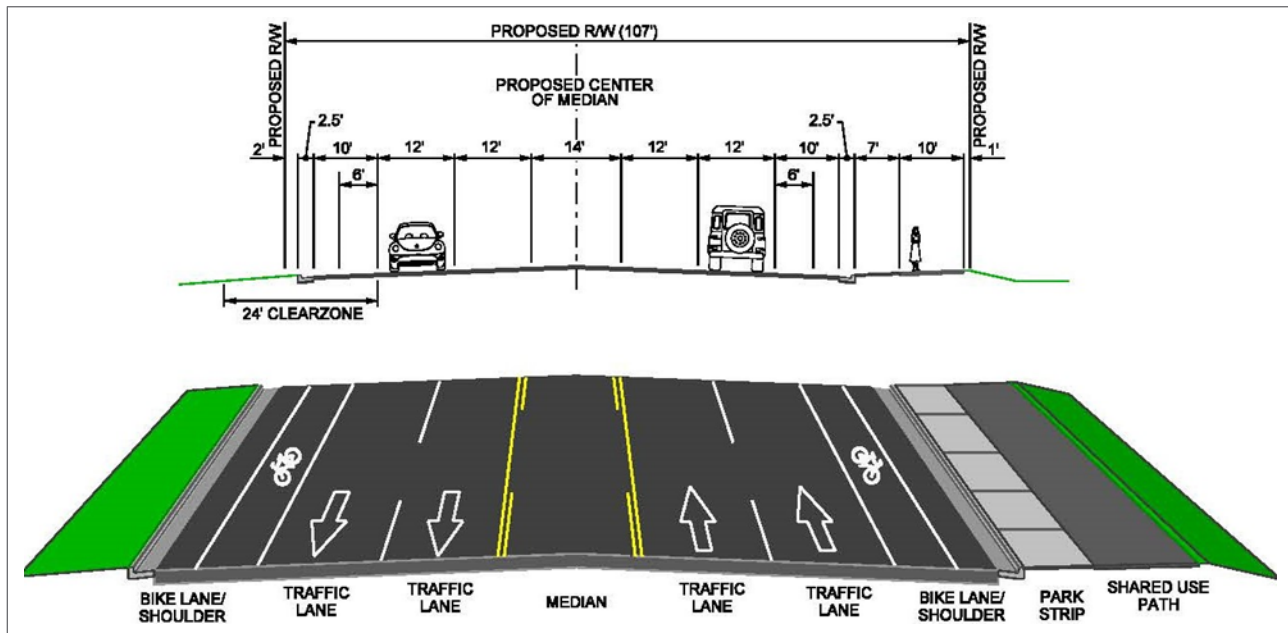 PROPOSED R/W (107')
PROPOSED R/W
PROPOSED R/W
PROPOSED CENTER
OF MEDIAN
2.5'
2.5'
2'
10'
12'
12'
14'
12'
12'
10'
7'
10'
1'
6'
6'
24' CLEARZONE
BIKE LANE/
SHOULDER
TRAFFIC
LANE
TRAFFIC
LANE
MEDIAN
TRAFFIC
LANE
TRAFFIC
LANE
BIKE LANE/
SHOULDER
PARK
STRIP
SHARED USE
PATH